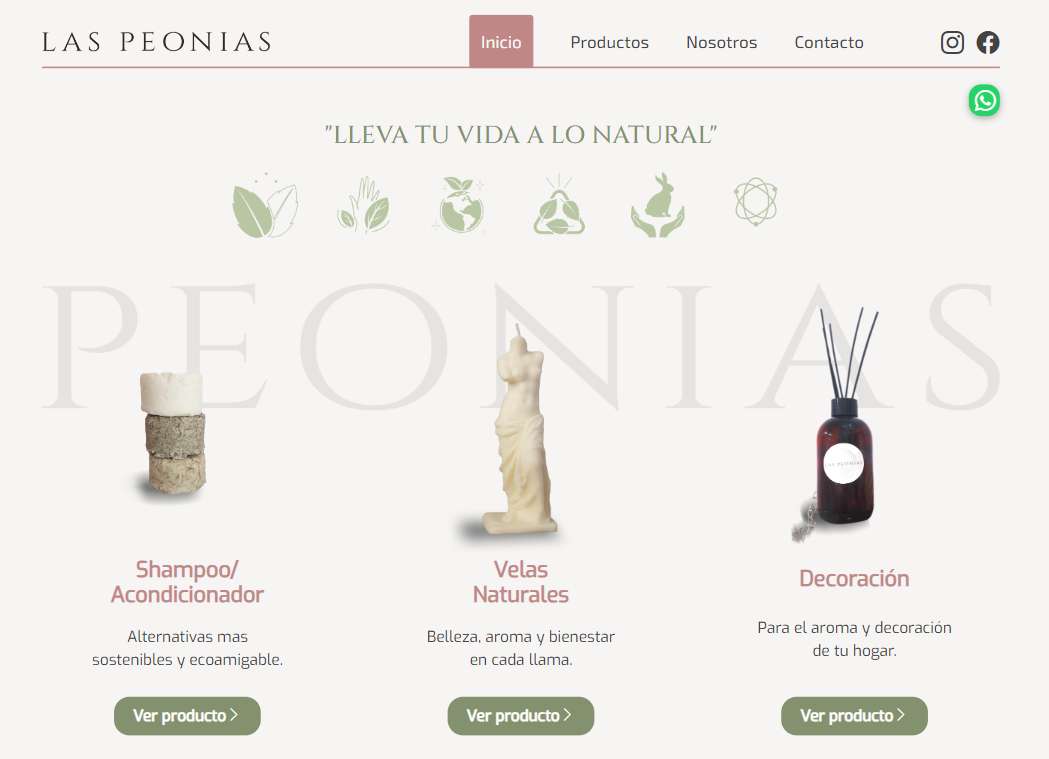 LAS PEONIAS
Inicio Productos Nosotros Contacto
"LLEVA TU VIDA A LO NATURAL"
PEONIAS
LAS PEONIAS
Shampoo/
Acondicionador
Velas
Naturales
Decoración
Alternativas mas
sostenibles y ecoamigable.
Belleza, aroma y bienestar
en cada llama.
Para el aroma y decoración
de tu hogar.
Ver producto
Ver producto
Ver producto